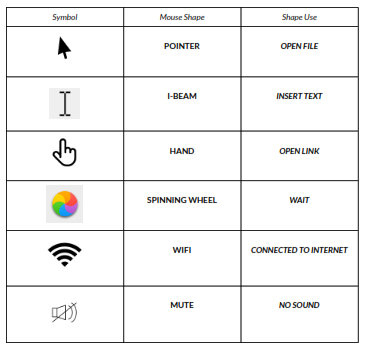 Symbol Mouse Shape Shape Use
POINTER OPEN FILE
I-BEAM INSERT TEXT
HAND OPEN LINK
SPINNING WHEEL WAIT
WIFI CONNECTED TO INTERNET
MUTE NO SOUND